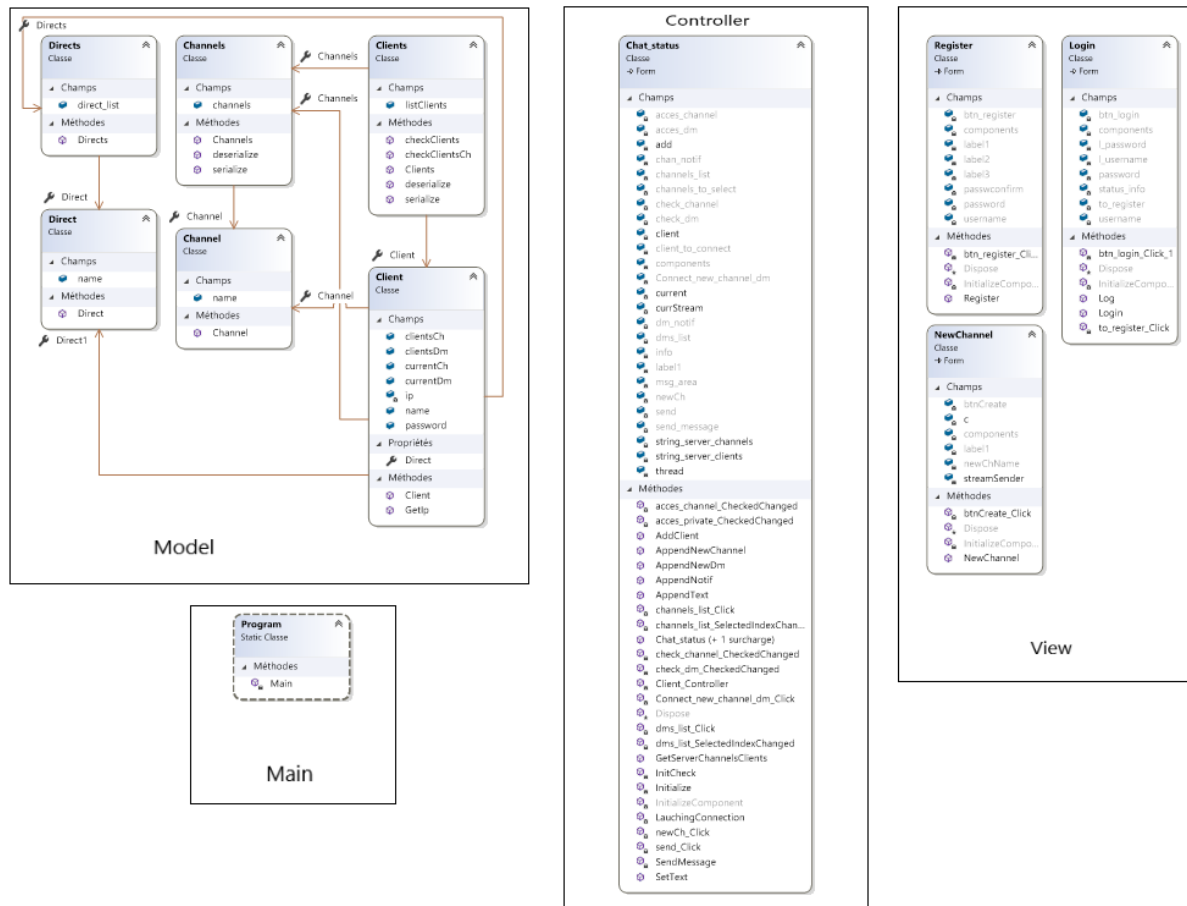 Directs
Directs
Classe
Champs
direct_list
Méthodes
Directs
Channels
Classe
Champs
channels
Méthodes
Channels
deserialize
serialize
Channels
Channels
Clients
Classe
Champs
listClients
Méthodes
checkClients
checkClientsCh
Clients
deserialize
serialize
Direct
Direct
Classe
Champs
name
Méthodes
Direct
Direct1
Channel
Channel
Classe
Champs
name
Méthodes
Channel
Channel
Client
Client
Classe
Champs
clientsCh
clientsDm
currentCh
currentDm
ip
name
password
Propriétés
Direct
Méthodes
Client
GetIp
Model
Program
Static Classe
Méthodes
Main
Main
Controller
Chat_status
Classe
Form
Champs
acces_channel
acces_dm
add
chan_notif
channels_list
channels_to_select
check_channel
check_dm
client
client_to_connect
components
Connect_new_channel_dm
current
currStream
dm_notif
dms_list
info
label1
msg_area
newCh
send
send_message
string_server_channels
string_server_clients
thread
Méthodes
acces_channel_CheckedChanged
acces_private_CheckedChanged
AddClient
AppendNewChannel
AppendNewDm
AppendNotif
AppendText
channels_list_Click
channels_list_SelectedIndexChan...
Chat_status (+ 1 surcharge)
check_channel_CheckedChanged
check_dm_CheckedChanged
Client_Controller
Connect_new_channel_dm_Click
Dispose
dms_list_Click
dms_list_SelectedIndexChanged
GetServerChannelsClients
InitCheck
Initialize
InitializeComponent
LauchingConnection
newCh_Click
send_Click
SendMessage
SetText
Register
Classe
Form
Champs
btn_register
components
label1
label2
label3
passwconfirm
password
username
Méthodes
btn_register_Cli...
Dispose
InitializeCompo...
Register
Login
Classe
Form
Champs
btn_login
components
l_password
l_username
password
status_info
to_register
username
Méthodes
btn_login_Click_1
Dispose
InitializeCompo...
Log
Login
to_register_Click
NewChannel
Classe
Form
Champs
btnCreate
c
components
label1
newChName
streamSender
Méthodes
btnCreate_Click
Dispose
InitializeCompo...
NewChannel
View